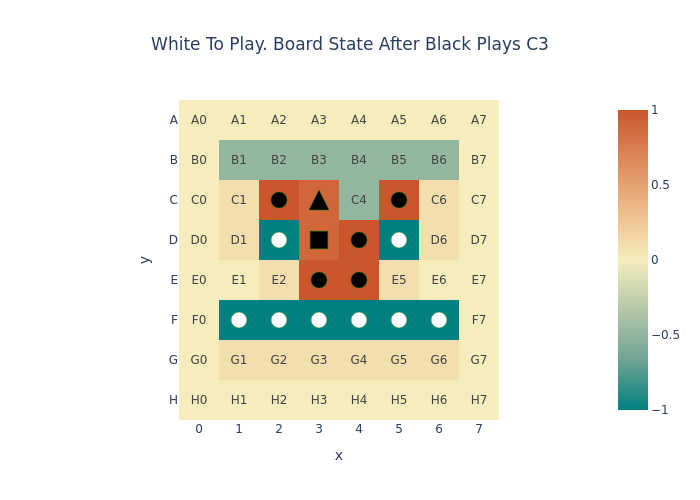 White To Play. Board State After Black Plays C3
A A0 A1 A2 A3 A4 A5 A6 A7
B B0 B1 B2 B3 B4 B5 B6 B7
C C0 C1 C4 C6 C7
D D0 D1 D6 D7
E E0 E1 E2 E5 E6 E7
F F0 F7
G G0 G1 G2 G3 G4 G5 G6 G7
H H0 H1 H2 H3 H4 H5 H6 H7
0 1 2 3 4 5 6 7
x
y
1
0.5
0
−0.5
−1